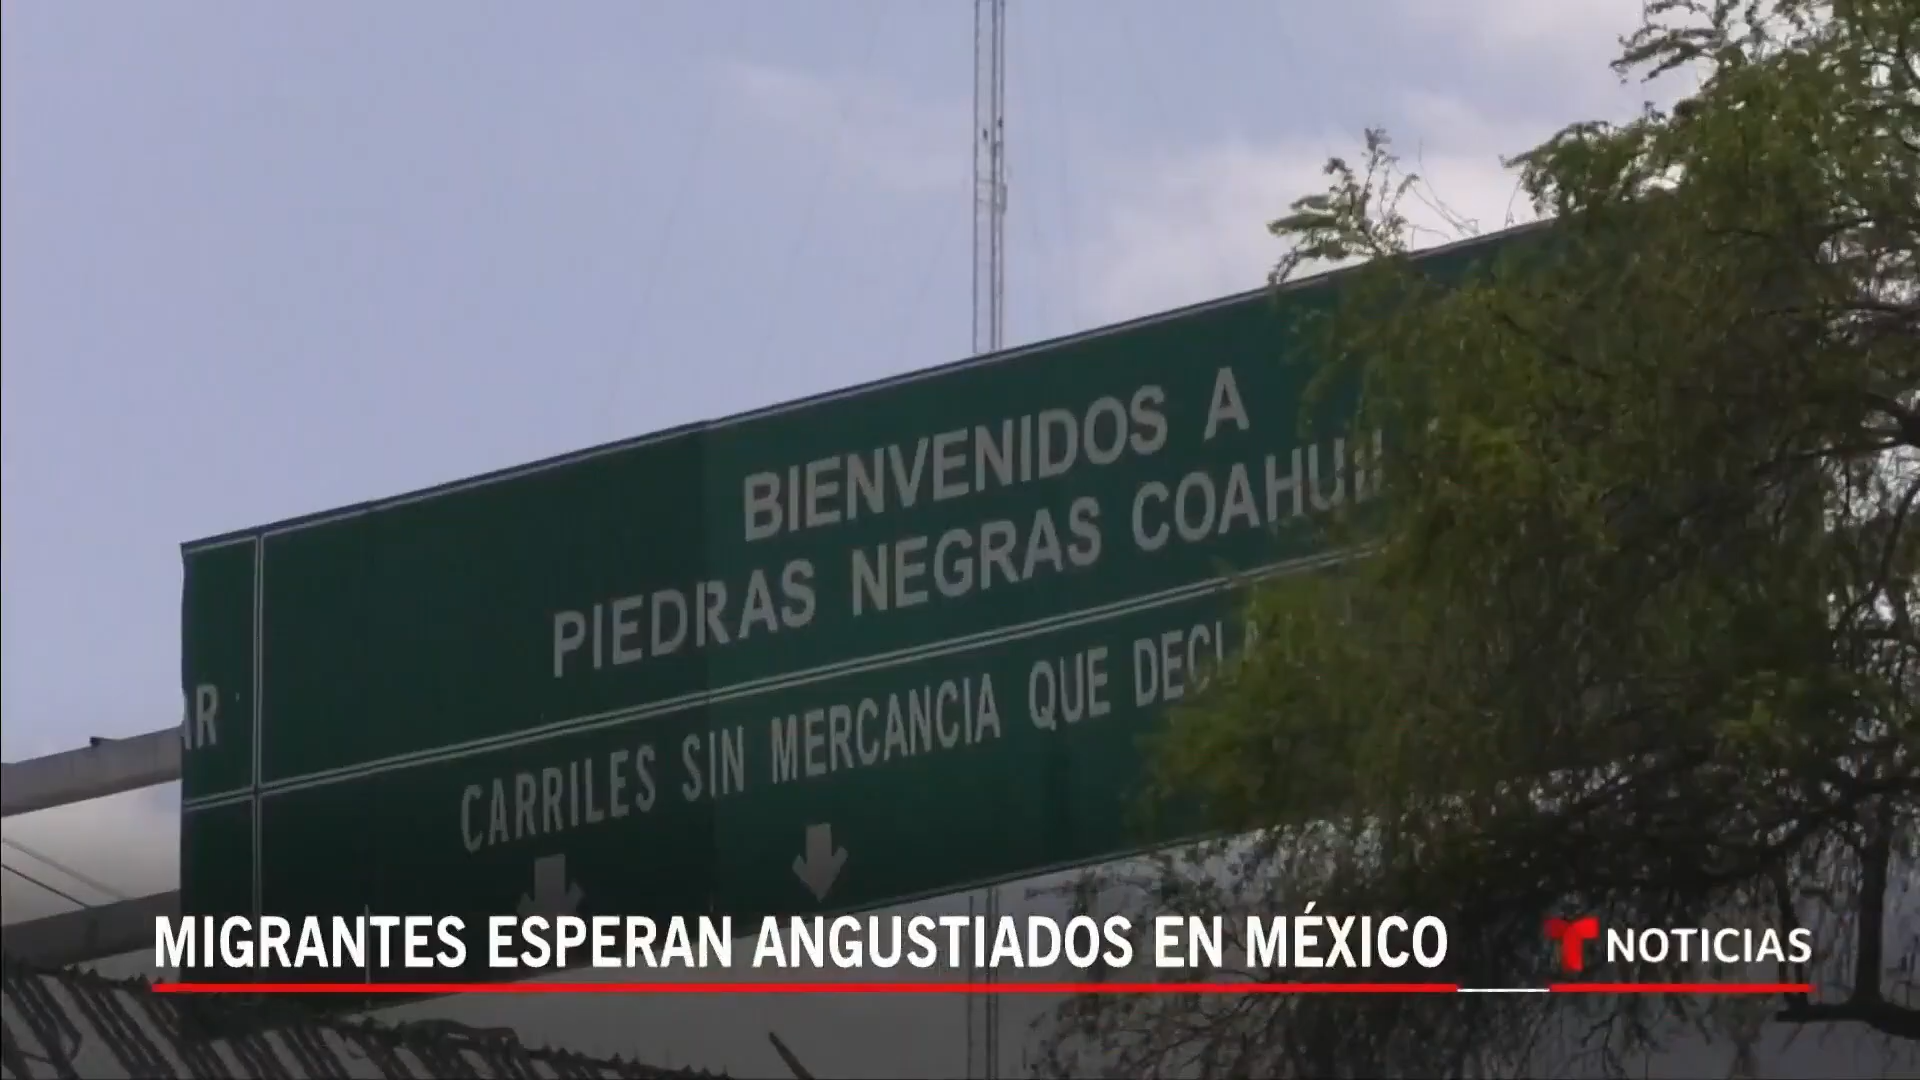 BIENVENIDOS A
PIEDRAS NEGRAS
CARRILES SIN MERCANCIA QUE
MIGRANTES ESPERAN ANGUSTIADOS EN MÉXICO
NOTICIAS